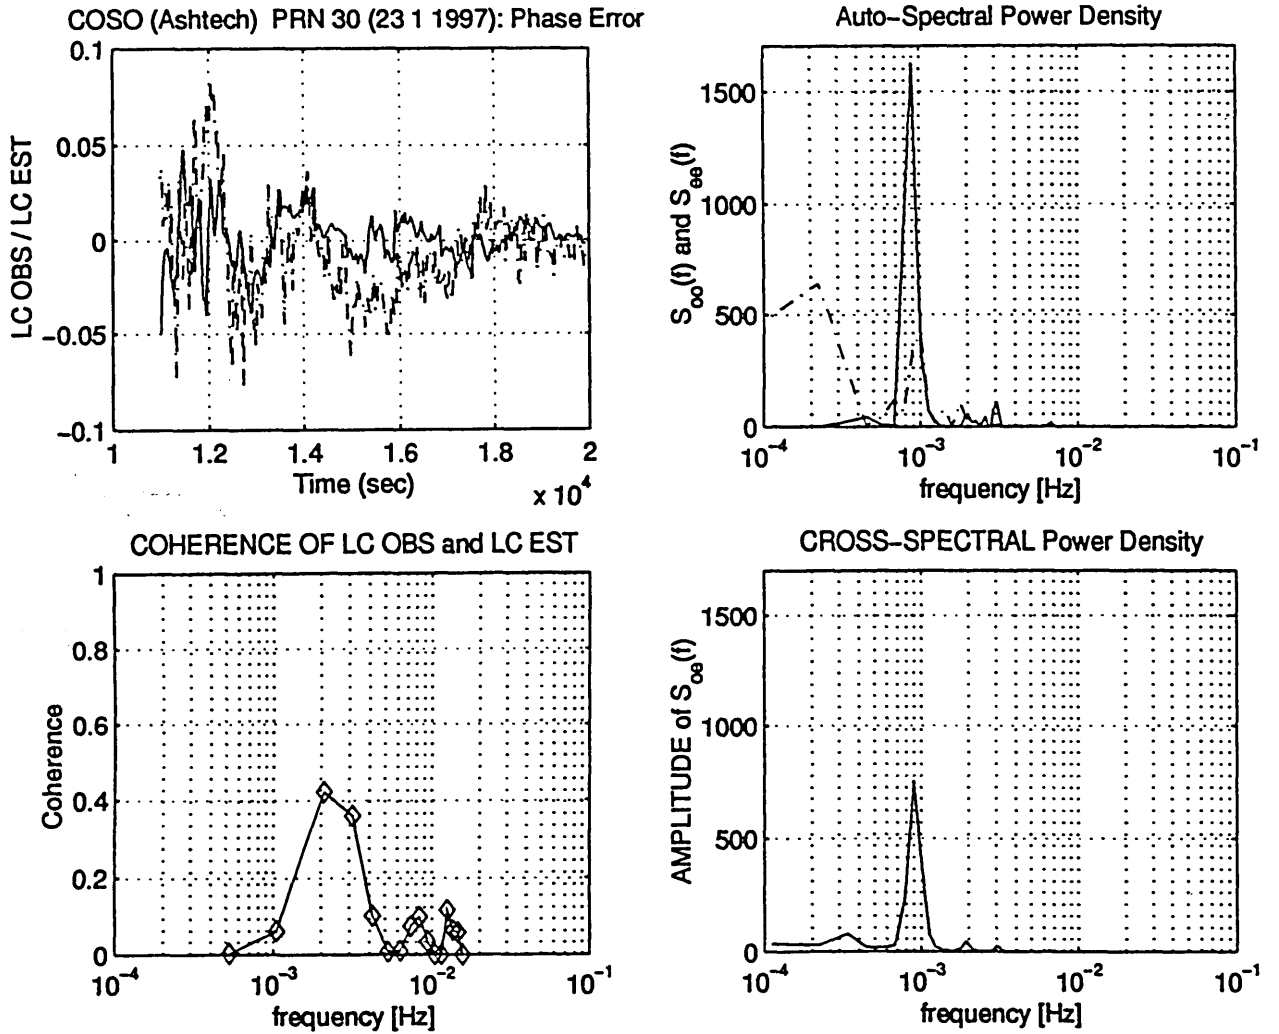 COSO (Ashtech) PRN 30 (23 1 1997): Phase Error
LC OBS / LC EST
0.1
0.05
0
−0.05
−0.1
1
1.2
1.4
1.6
1.8
2
Time (sec)
x 10^4
Auto−Spectral Power Density
S_oo(f) and S_ee(f)
1500
1000
500
0
10^−4
10^−3
10^−2
10^−1
frequency [Hz]
COHERENCE OF LC OBS and LC EST
Coherence
1
0.8
0.6
0.4
0.2
0
10^−4
10^−3
10^−2
10^−1
frequency [Hz]
CROSS−SPECTRAL Power Density
AMPLITUDE of S_oe(f)
1500
1000
500
0
10^−4
10^−3
10^−2
10^−1
frequency [Hz]